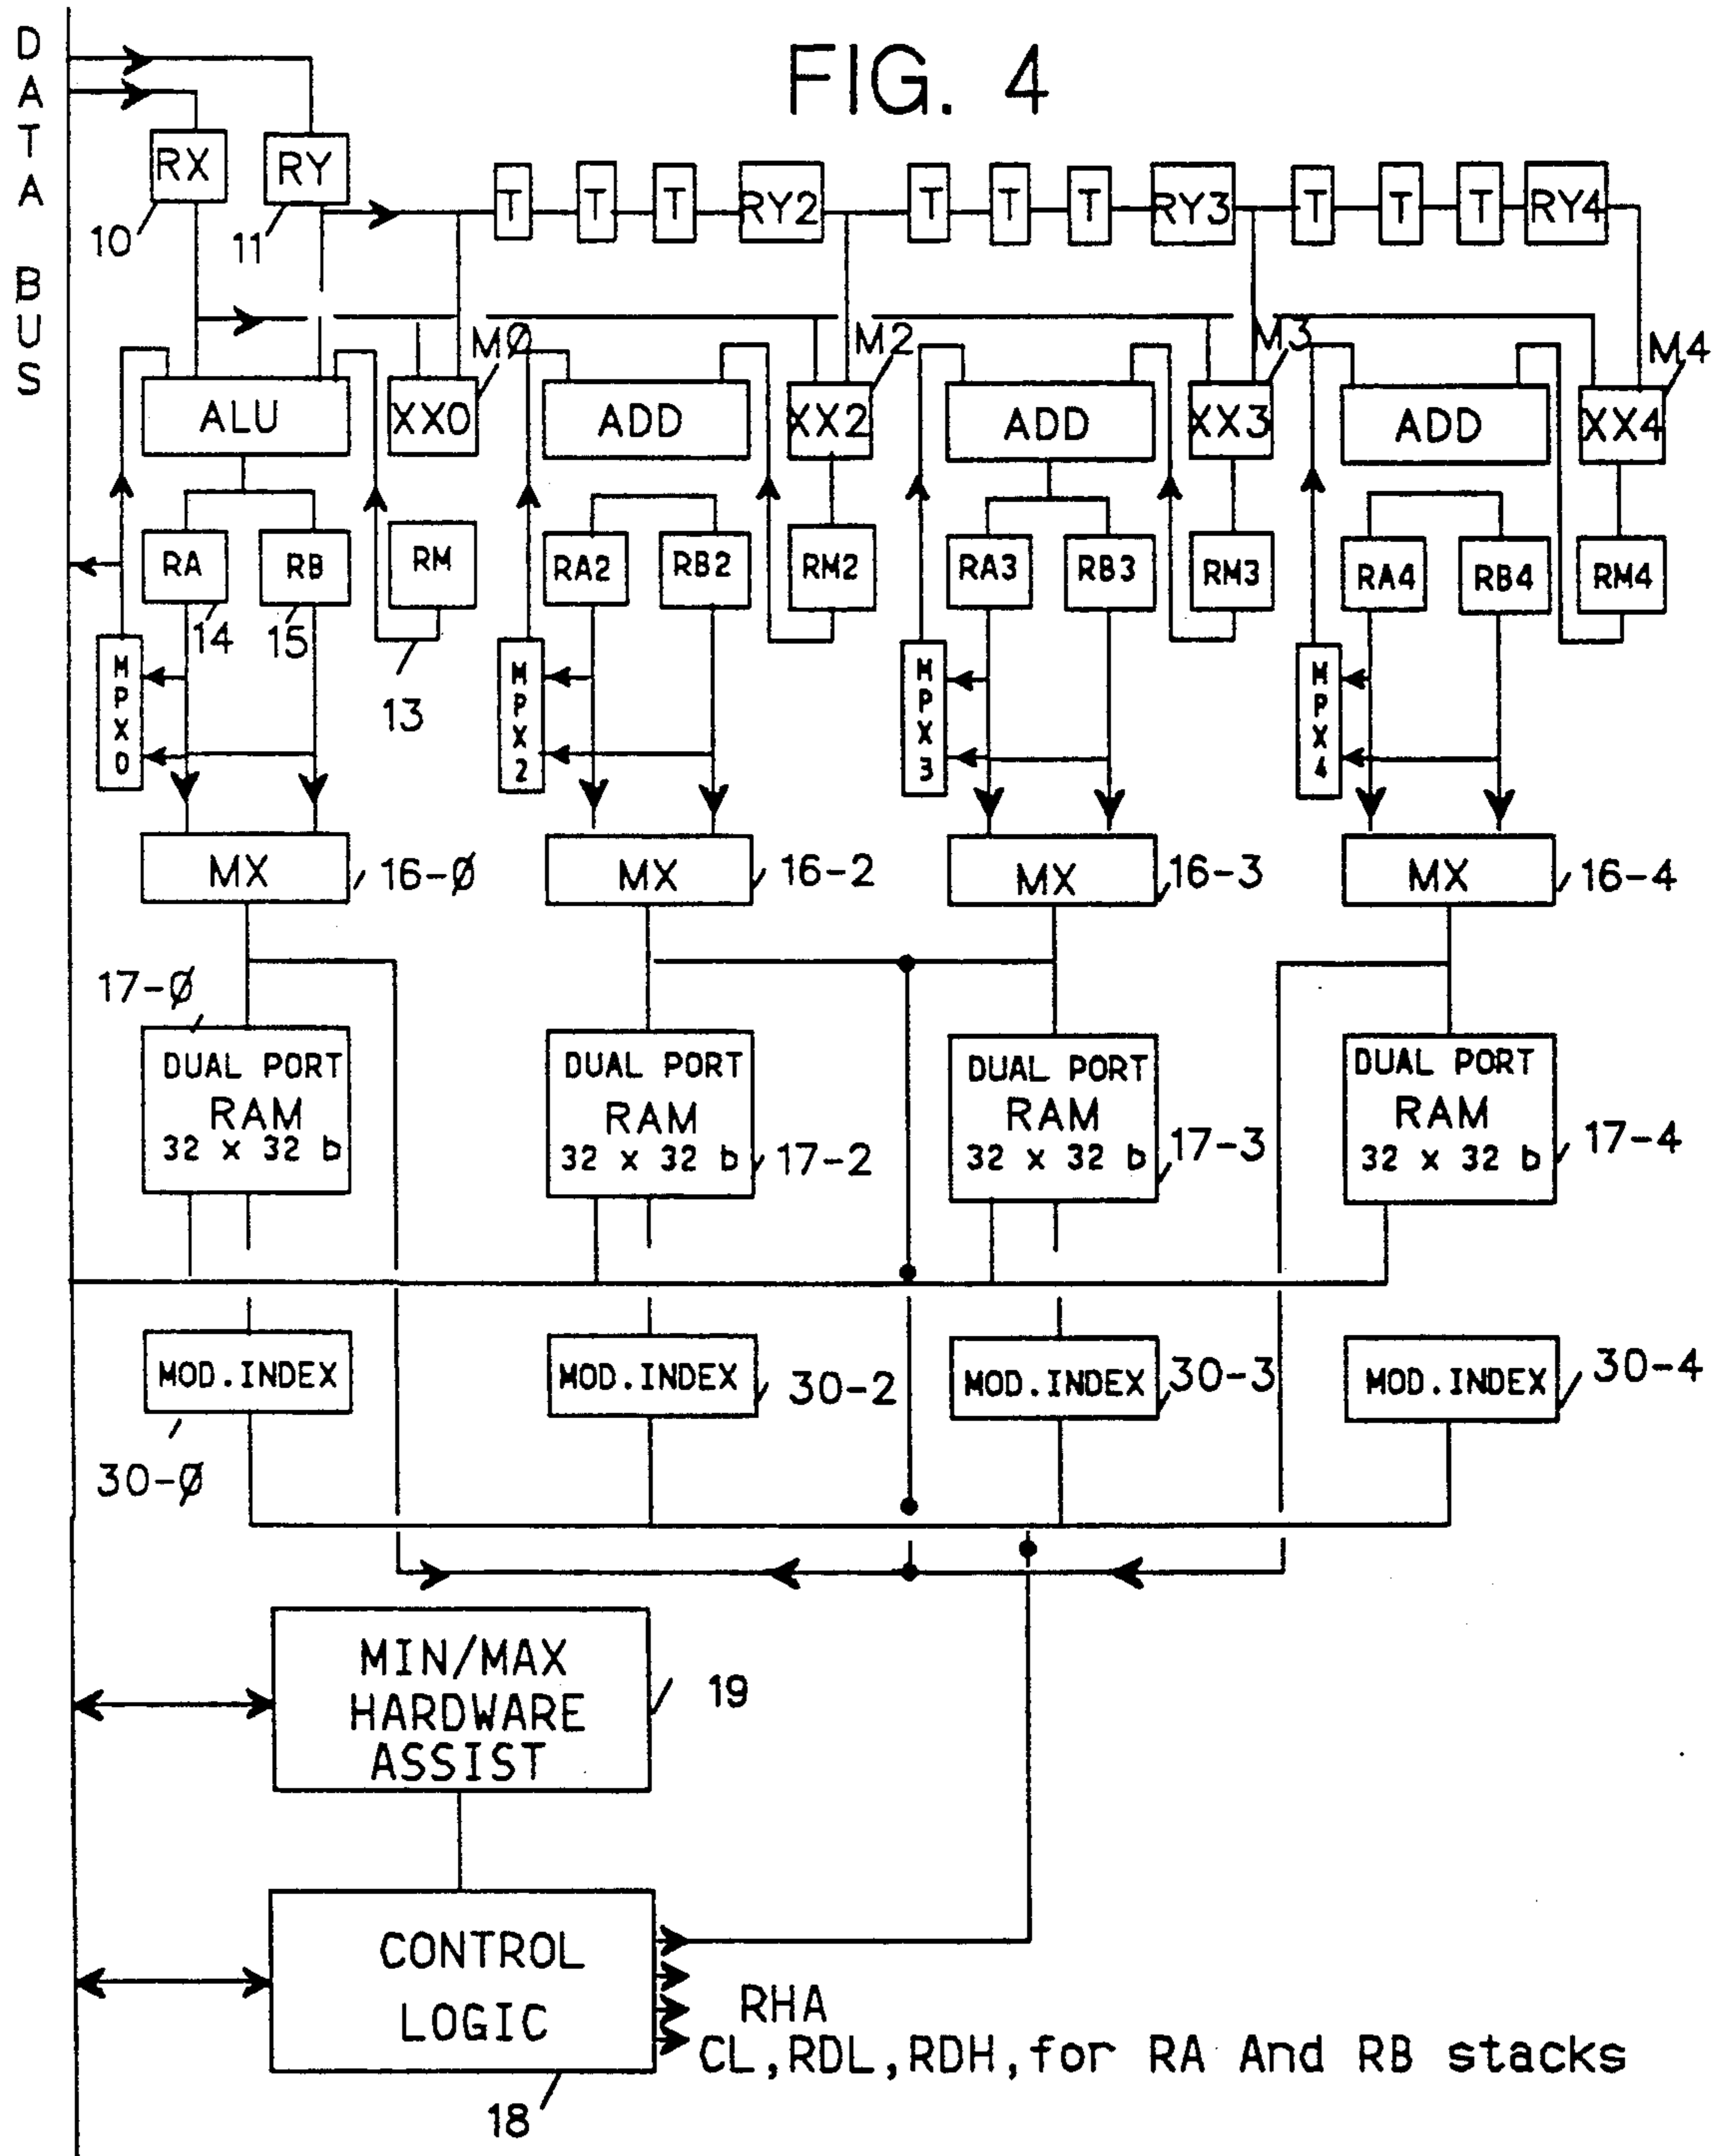 FIG. 4
DATA BUS
RX RY T T T RY2 T T T RY3 T T T RY4
10 11
MØ M2 M3 M4
ALU XX0 ADD XX2 ADD XX3 ADD XX4
RA RB RM RA2 RB2 RM2 RA3 RB3 RM3 RA4 RB4 RM4
14 15 13
MPX0 MPX2 MPX3 MPX4
MX 16-Ø MX 16-2 MX 16-3 MX 16-4
17-Ø
DUAL PORT DUAL PORT DUAL PORT DUAL PORT
RAM RAM RAM RAM
32 x 32 b 32 x 32 b 17-2 32 x 32 b 17-3 32 x 32 b 17-4
MOD.INDEX MOD.INDEX 30-2 MOD.INDEX 30-3 MOD.INDEX 30-4
30-Ø
MIN/MAX
HARDWARE 19
ASSIST
CONTROL
LOGIC
RHA
CL,RDL,RDH,for RA And RB stacks
18